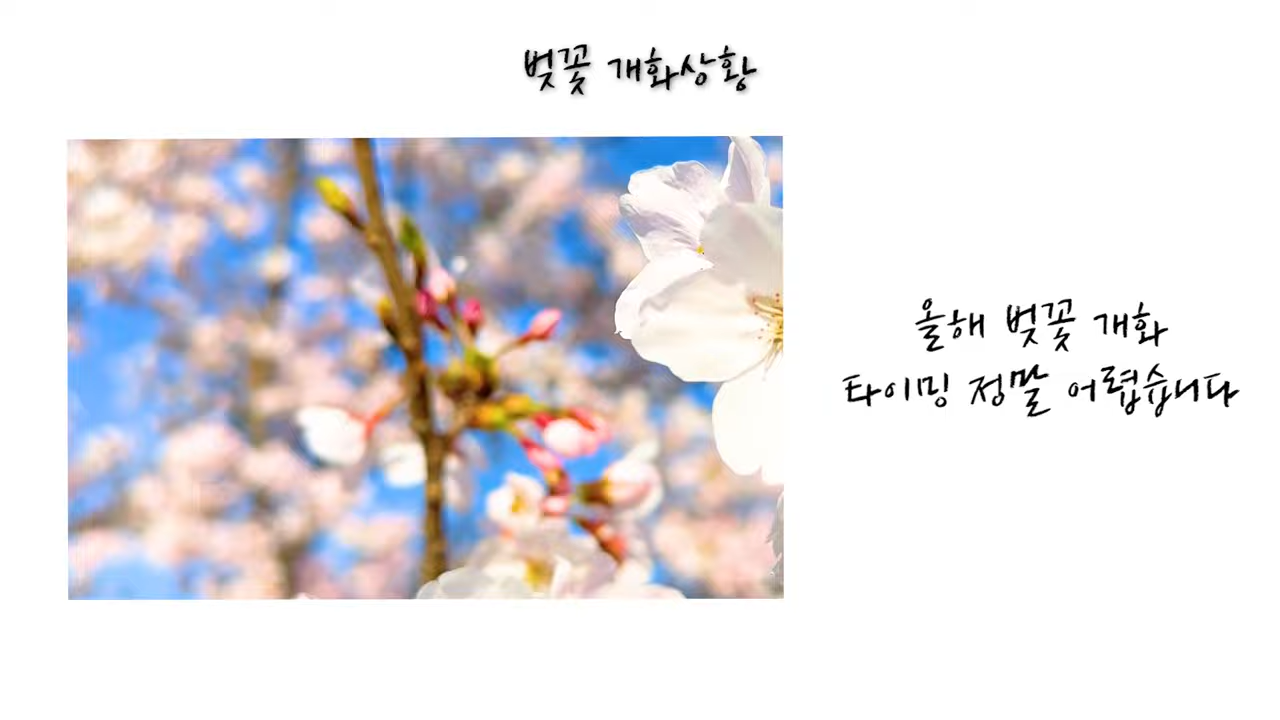 벚꽃 개화상황
올해 벚꽃 개화
타이밍 정말 어렵습니다